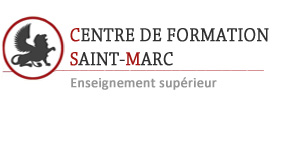 CENTRE DE FORMATION
SAINT-MARC
Enseignement supérieur